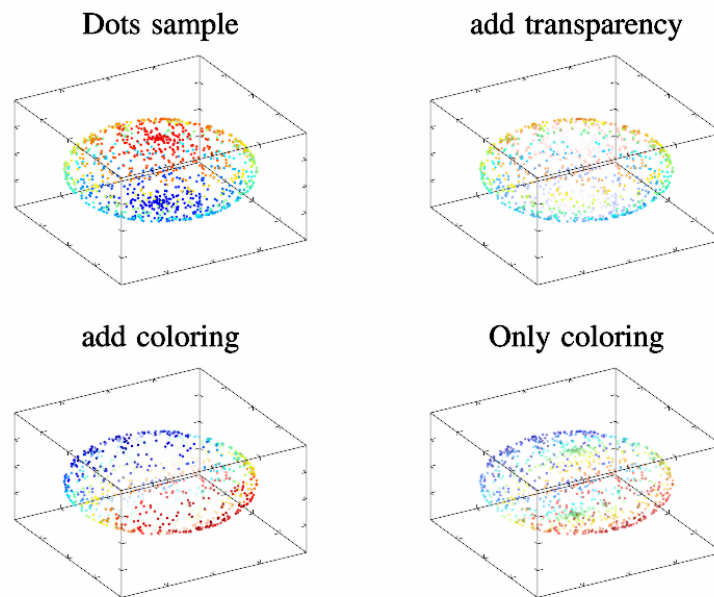 Dots sample
add transparency
add coloring
Only coloring